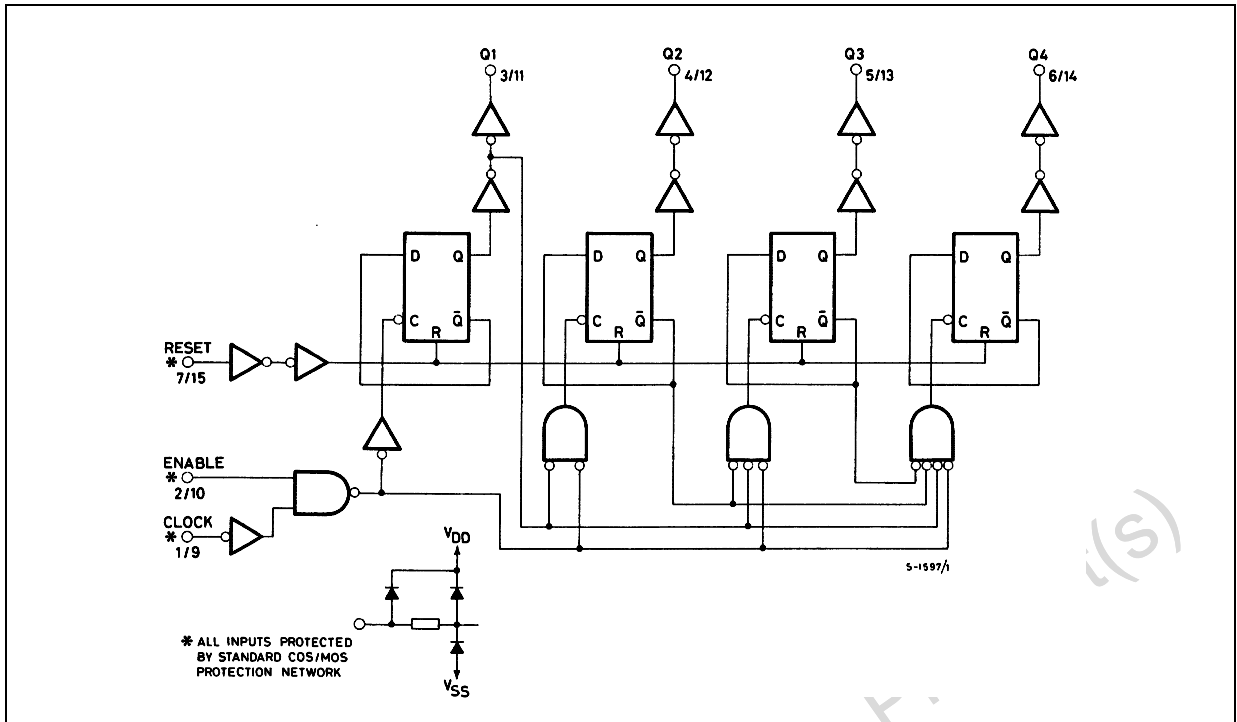 Q1 Q2 Q3 Q4
3/11 4/12 5/13 6/14
D Q D Q D Q D Q
C Q̄ C Q̄ C Q̄ C Q̄
R R R R
RESET
* 7/15
ENABLE
* 2/10
CLOCK
* 1/9
VDD
S-1597/1
* ALL INPUTS PROTECTED
BY STANDARD COS/MOS
PROTECTION NETWORK
VSS
t(s)